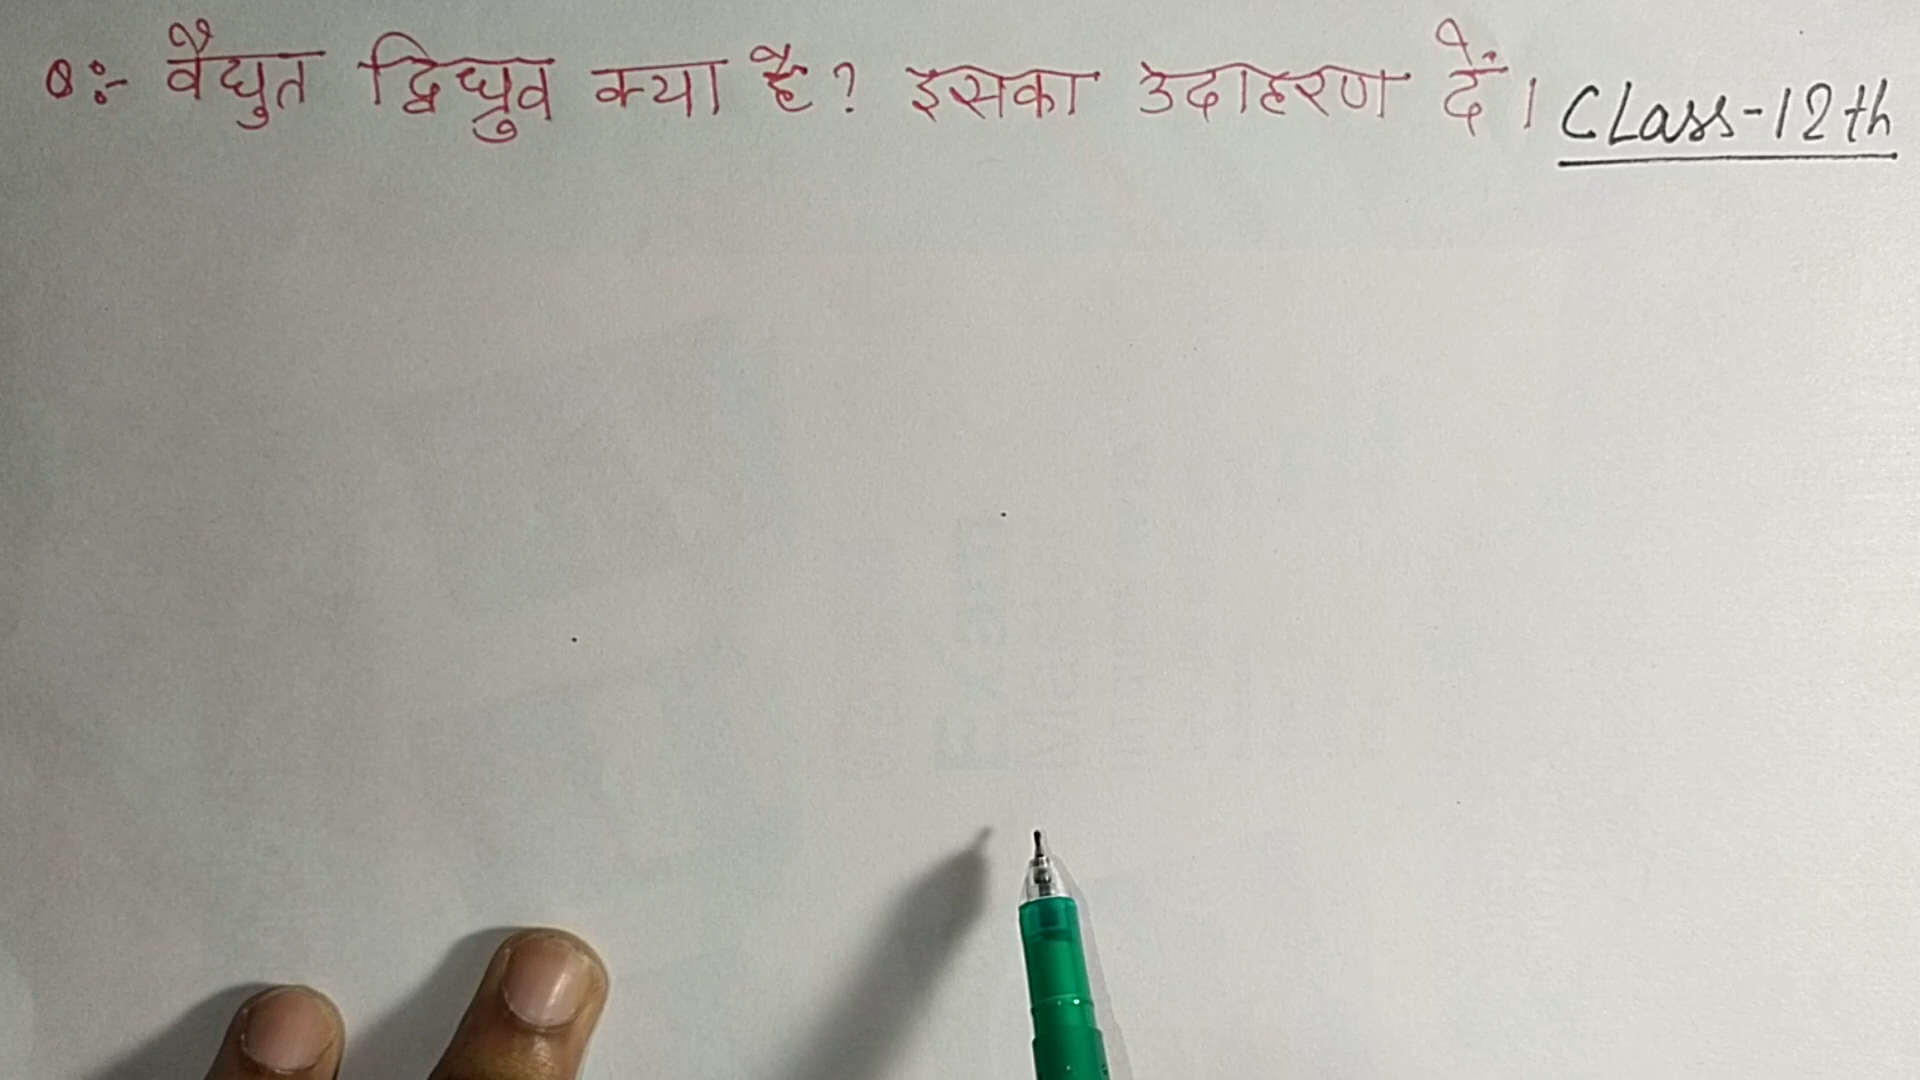 Q:- वैद्युत द्विध्रुव क्या है? इसका उदाहरण दें। CLass-12th